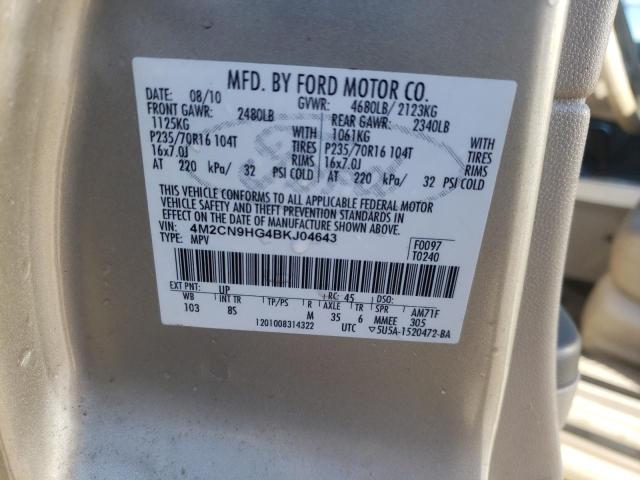 MFD. BY FORD MOTOR CO.
DATE: 08/10 GVWR: 4680LB/ 2123KG
FRONT GAWR: 2480LB REAR GAWR: 2340LB
1125KG WITH 1061KG WITH
P235/70R16 104T TIRES P235/70R16 104T TIRES
16x7.0J RIMS 16x7.0J RIMS
AT 220 kPa/ 32 PSI COLD AT 220 kPa/ 32 PSI COLD
THIS VEHICLE CONFORMS TO ALL APPLICABLE FEDERAL MOTOR
VEHICLE SAFETY AND THEFT PREVENTION STANDARDS IN
EFFECT ON THE DATE OF MANUFACTURE SHOWN ABOVE.
VIN: 4M2CN9HG4BKJ04643 F0097
TYPE: MPV T0240
EXT PNT: UP RC: 45 DSO:
WB INT TR TP/PS R AXLE TR SPR AM71F
103 8S M 35 6 MMEE 305
1201008314322 UTC ▽5U5A-1520472-BA